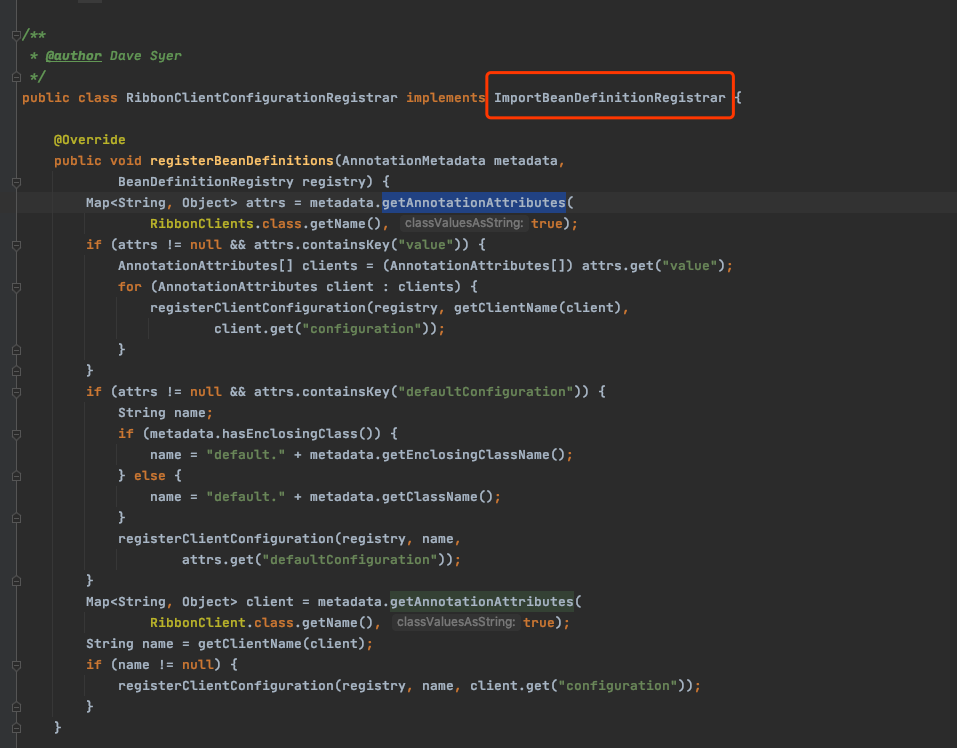 /**
 * @author Dave Syer
 */
public class RibbonClientConfigurationRegistrar implements ImportBeanDefinitionRegistrar {
    @Override
    public void registerBeanDefinitions(AnnotationMetadata metadata,
            BeanDefinitionRegistry registry) {
        Map<String, Object> attrs = metadata.getAnnotationAttributes(
                RibbonClients.class.getName(), classValuesAsString: true);
        if (attrs != null && attrs.containsKey("value")) {
            AnnotationAttributes[] clients = (AnnotationAttributes[]) attrs.get("value");
            for (AnnotationAttributes client : clients) {
                registerClientConfiguration(registry, getClientName(client),
                        client.get("configuration"));
            }
        }
        if (attrs != null && attrs.containsKey("defaultConfiguration")) {
            String name;
            if (metadata.hasEnclosingClass()) {
                name = "default." + metadata.getEnclosingClassName();
            } else {
                name = "default." + metadata.getClassName();
            }
            registerClientConfiguration(registry, name,
                    attrs.get("defaultConfiguration"));
        }
        Map<String, Object> client = metadata.getAnnotationAttributes(
                RibbonClient.class.getName(), classValuesAsString: true);
        String name = getClientName(client);
        if (name != null) {
            registerClientConfiguration(registry, name, client.get("configuration"));
        }
    }